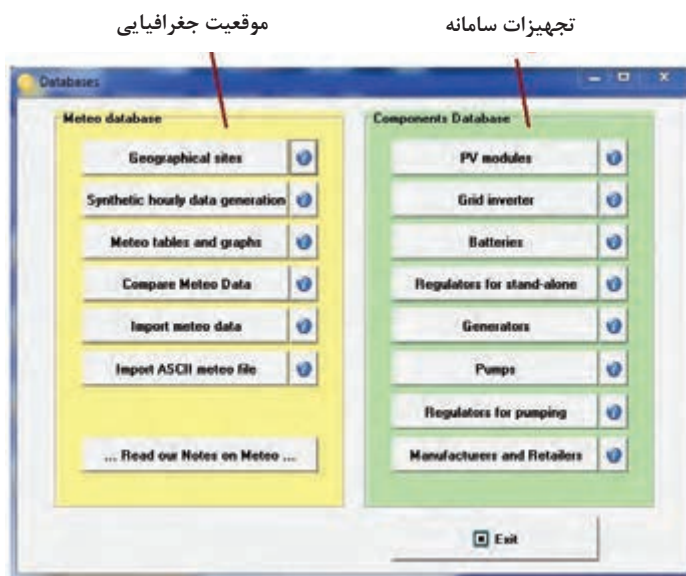 موقعیت جغرافیایی
تجهیزات سامانه
Databases
Meteo database
Geographical sites
Synthetic hourly data generation
Meteo tables and graphs
Compare Meteo Data
Import meteo data
Import ASCII meteo file
... Read our Notes on Meteo ...
Components Database
PV modules
Grid inverter
Batteries
Regulators for stand-alone
Generators
Pumps
Regulators for pumping
Manufacturers and Retailers
Exit